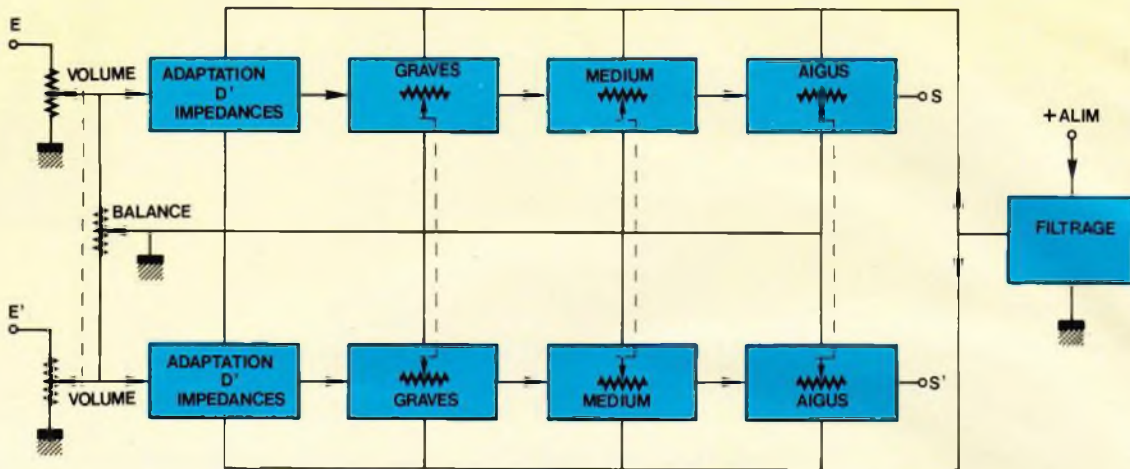 E
VOLUME
ADAPTATION
D'
IMPEDANCES
GRAVES
MEDIUM
AIGUS
S
+ ALIM
BALANCE
FILTRAGE
E'
VOLUME
ADAPTATION
D'
IMPEDANCES
GRAVES
MEDIUM
AIGUS
S'